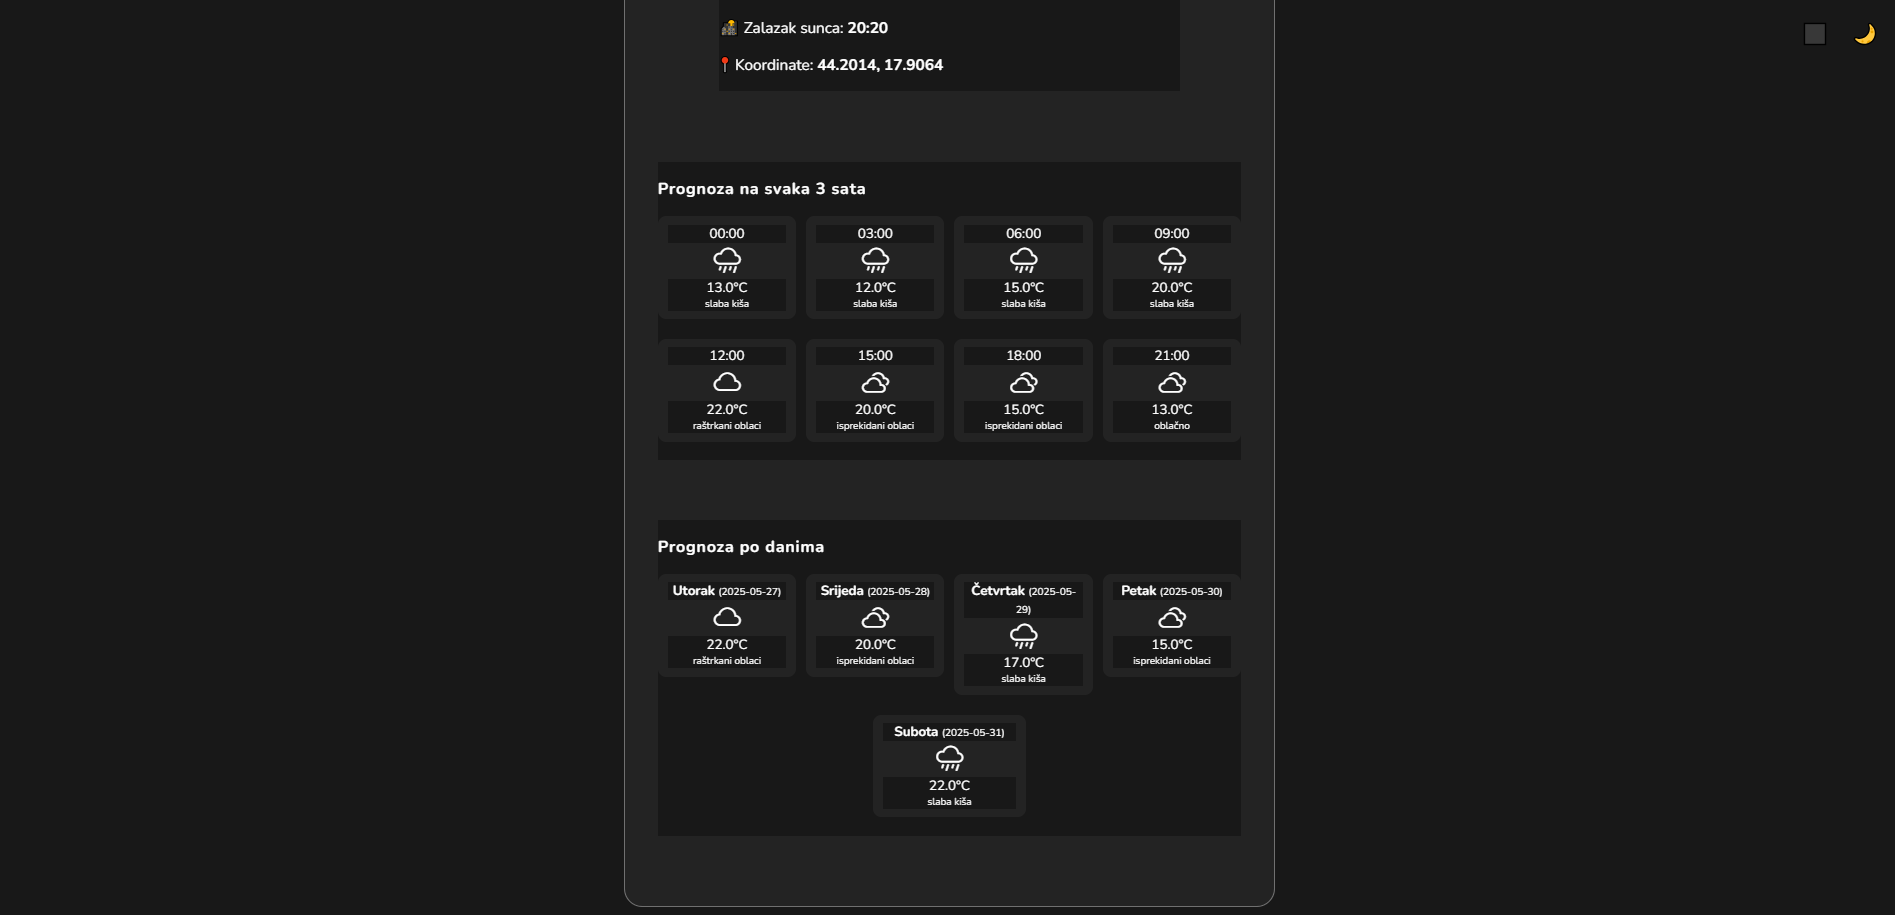 Zalazak sunca: 20:20
Koordinate: 44.2014, 17.9064
Prognoza na svaka 3 sata
00:00
13.0°C
slaba kiša
03:00
12.0°C
slaba kiša
06:00
15.0°C
slaba kiša
09:00
20.0°C
slaba kiša
12:00
22.0°C
raštrkani oblaci
15:00
20.0°C
isprekidani oblaci
18:00
15.0°C
isprekidani oblaci
21:00
13.0°C
oblačno
Prognoza po danima
Utorak (2025-05-27)
22.0°C
raštrkani oblaci
Srijeda (2025-05-28)
20.0°C
isprekidani oblaci
Četvrtak (2025-05-
29)
17.0°C
slaba kiša
Petak (2025-05-30)
15.0°C
isprekidani oblaci
Subota (2025-05-31)
22.0°C
slaba kiša